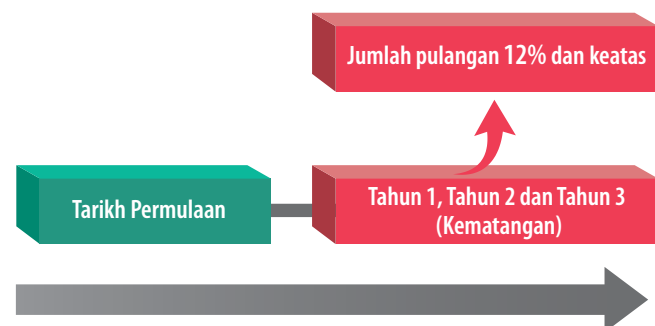 Jumlah pulangan 12% dan keatas
Tarikh Permulaan
Tahun 1, Tahun 2 dan Tahun 3
(Kematangan)